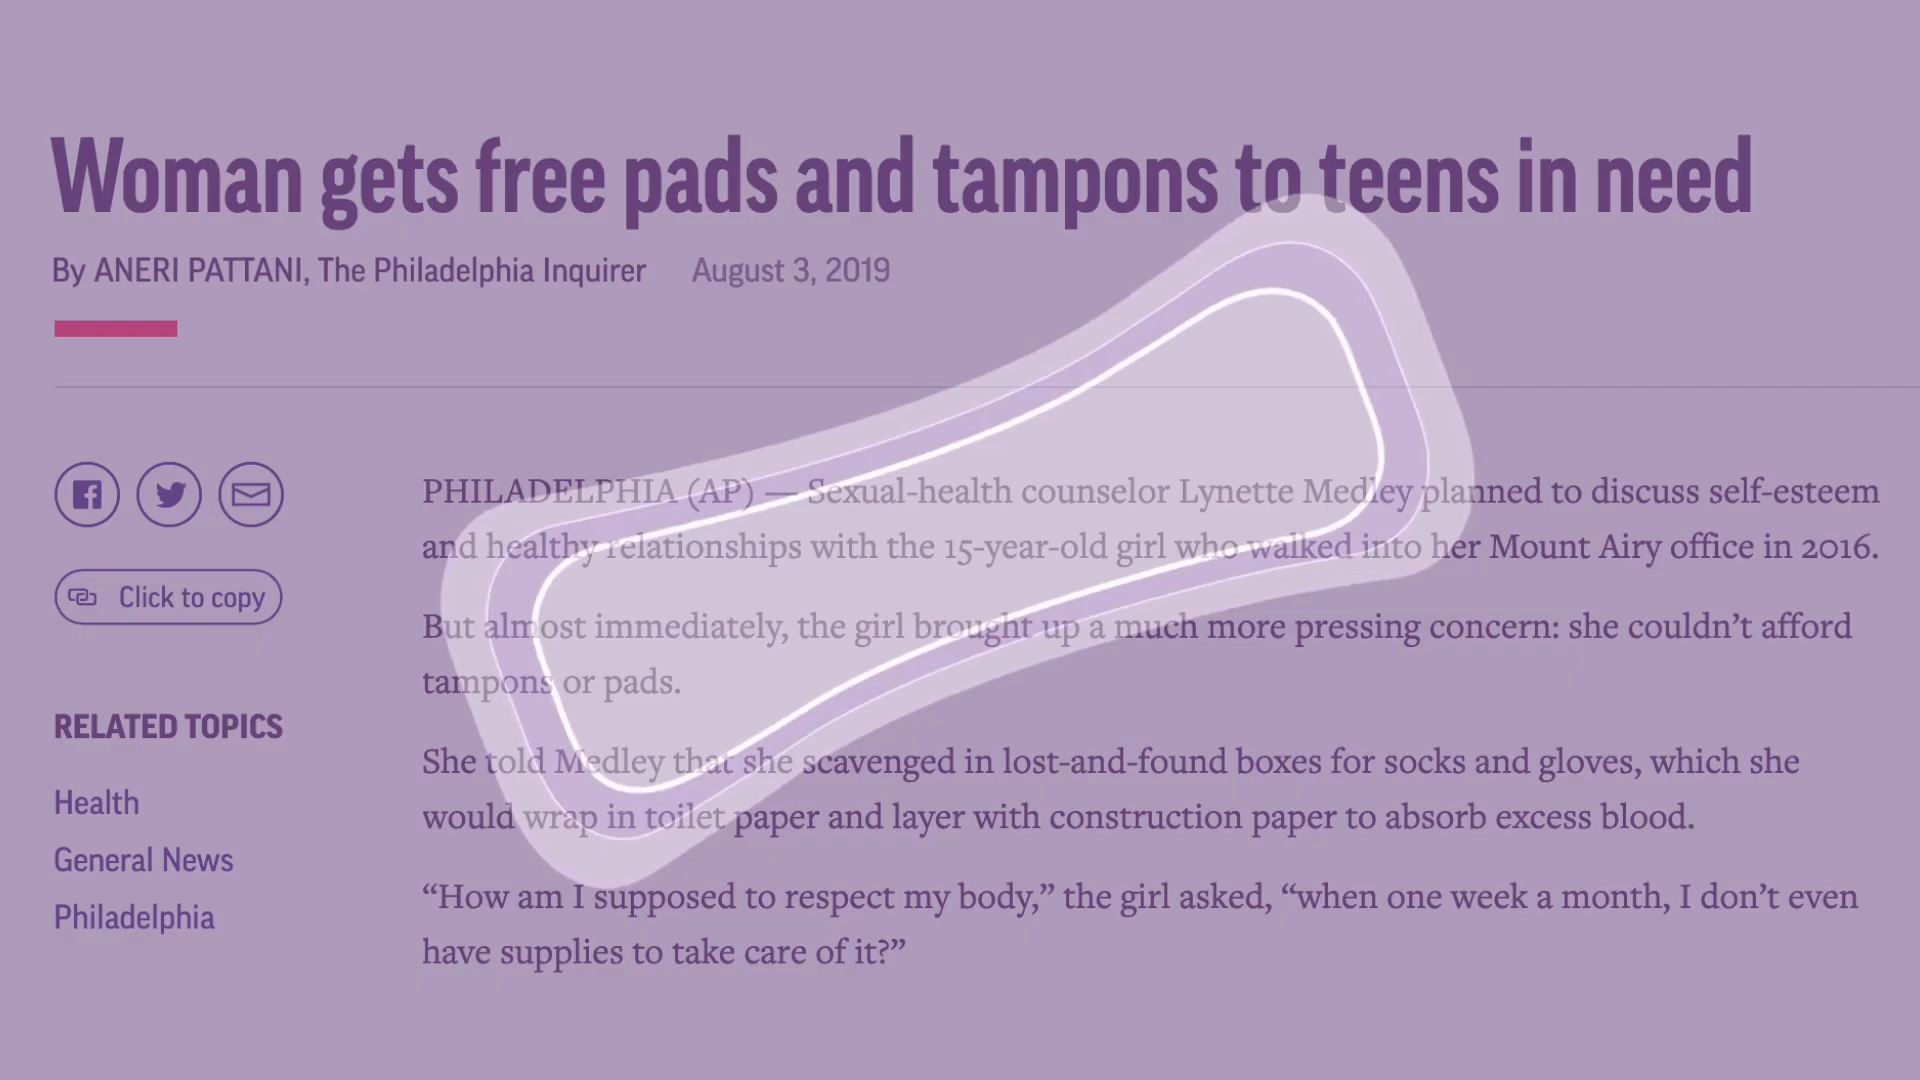 Woman gets free pads and tampons to teens in need
By ANERI PATTANI, The Philadelphia Inquirer August 3, 2019
Click to copy
RELATED TOPICS
Health
General News
Philadelphia
PHILADELPHIA (AP) — Sexual-health counselor Lynette Medley planned to discuss self-esteem
and healthy relationships with the 15-year-old girl who walked into her Mount Airy office in 2016.
But almost immediately, the girl brought up a much more pressing concern: she couldn’t afford
tampons or pads.
She told Medley that she scavenged in lost-and-found boxes for socks and gloves, which she
would wrap in toilet paper and layer with construction paper to absorb excess blood.
“How am I supposed to respect my body,” the girl asked, “when one week a month, I don’t even
have supplies to take care of it?”